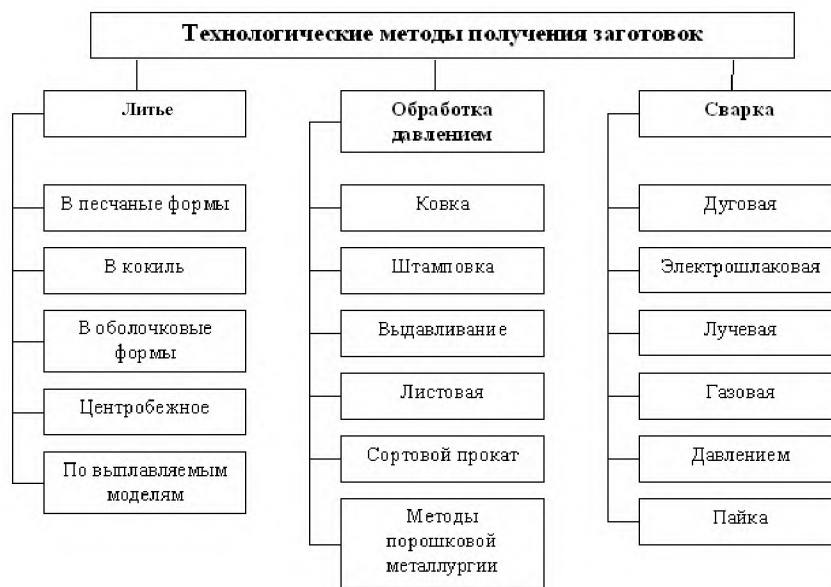 Технологические методы получения заготовок
Литье
В песчаные формы
В кокиль
В оболочковые
формы
Центробежное
По выплавляемым
моделям
Обработка
давлением
Ковка
Штамповка
Выдавливание
Листовая
Сортовой прокат
Методы
порошковой
металлургии
Сварка
Дуговая
Электрошлаковая
Лучевая
Газовая
Давлением
Пайка